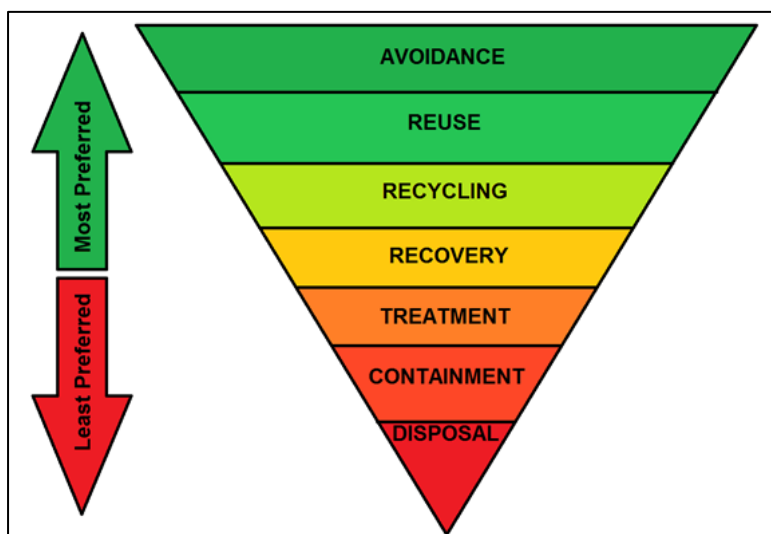 AVOIDANCE
REUSE
RECYCLING
RECOVERY
TREATMENT
CONTAINMENT
DISPOSAL
Most Preferred
Least Preferred